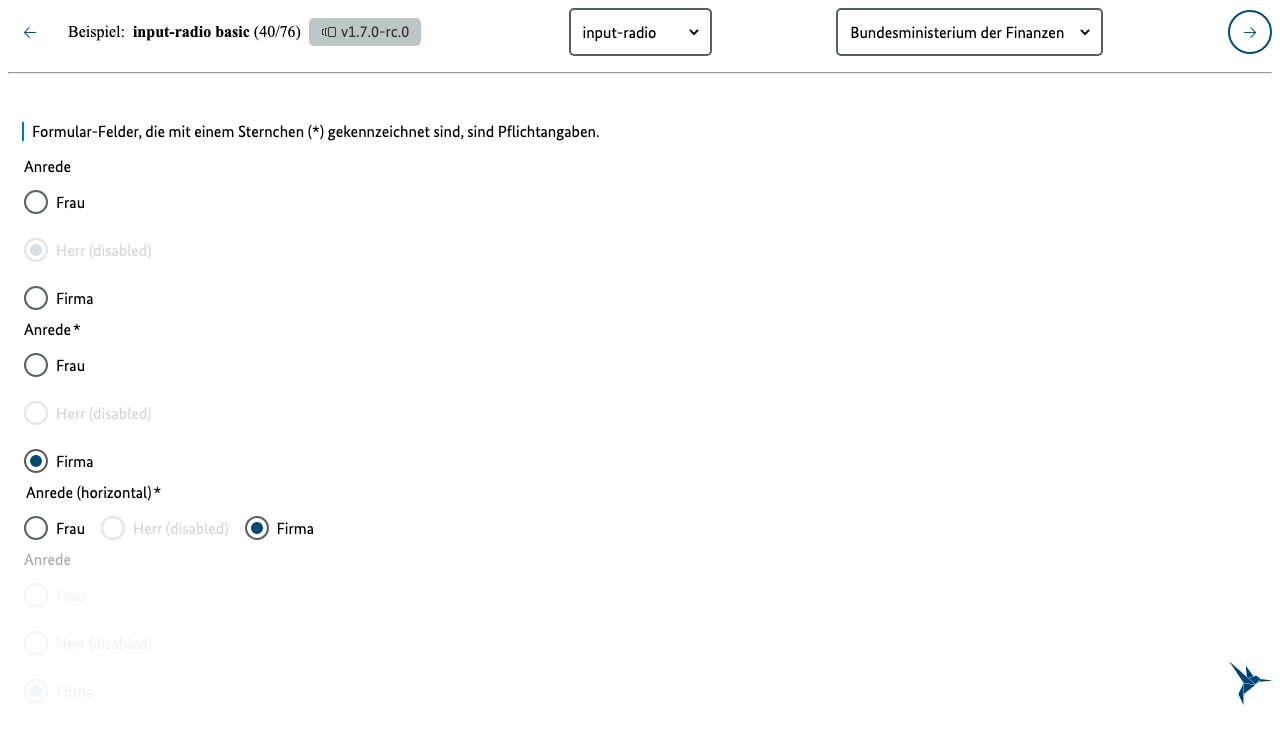 Beispiel: input-radio basic (40/76) v1.7.0-rc.0 input-radio Bundesministerium der Finanzen
Formular-Felder, die mit einem Sternchen (*) gekennzeichnet sind, sind Pflichtangaben.
Anrede
Frau
Herr (disabled)
Firma
Anrede*
Frau
Herr (disabled)
Firma
Anrede (horizontal)*
Frau Herr (disabled) Firma
Anrede
Frau
Herr (disabled)
Firma